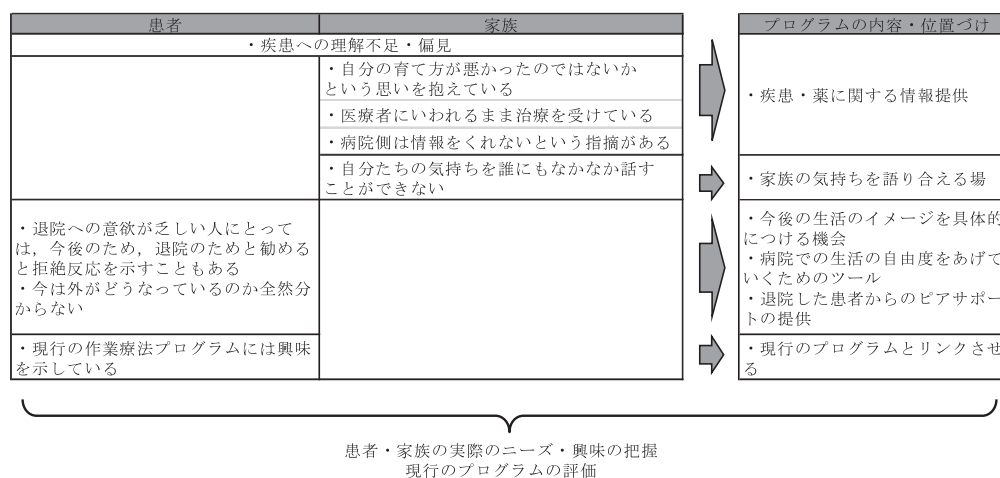 患者
家族
・疾患への理解不足・偏見
・自分の育て方が悪かったのではないか
という思いを抱えている
・医療者にいわれるまま治療を受けている
・病院側は情報をくれないという指摘がある
・自分たちの気持ちを誰にもなかなか話す
ことができない
・退院への意欲が乏しい人にとって
は，今後のため，退院のためと勧める
と拒絶反応を示すこともある
・今は外がどうなっているのか全然分
からない
・現行の作業療法プログラムには興味
を示している
プログラムの内容・位置づけ
・疾患・薬に関する情報提供
・家族の気持ちを語り合える場
・今後の生活のイメージを具体的
につける機会
・病院での生活の自由度をあげて
いくためのツール
・退院した患者からのピアサポー
トの提供
・現行のプログラムとリンクさせ
る
患者・家族の実際のニーズ・興味の把握
現行のプログラムの評価